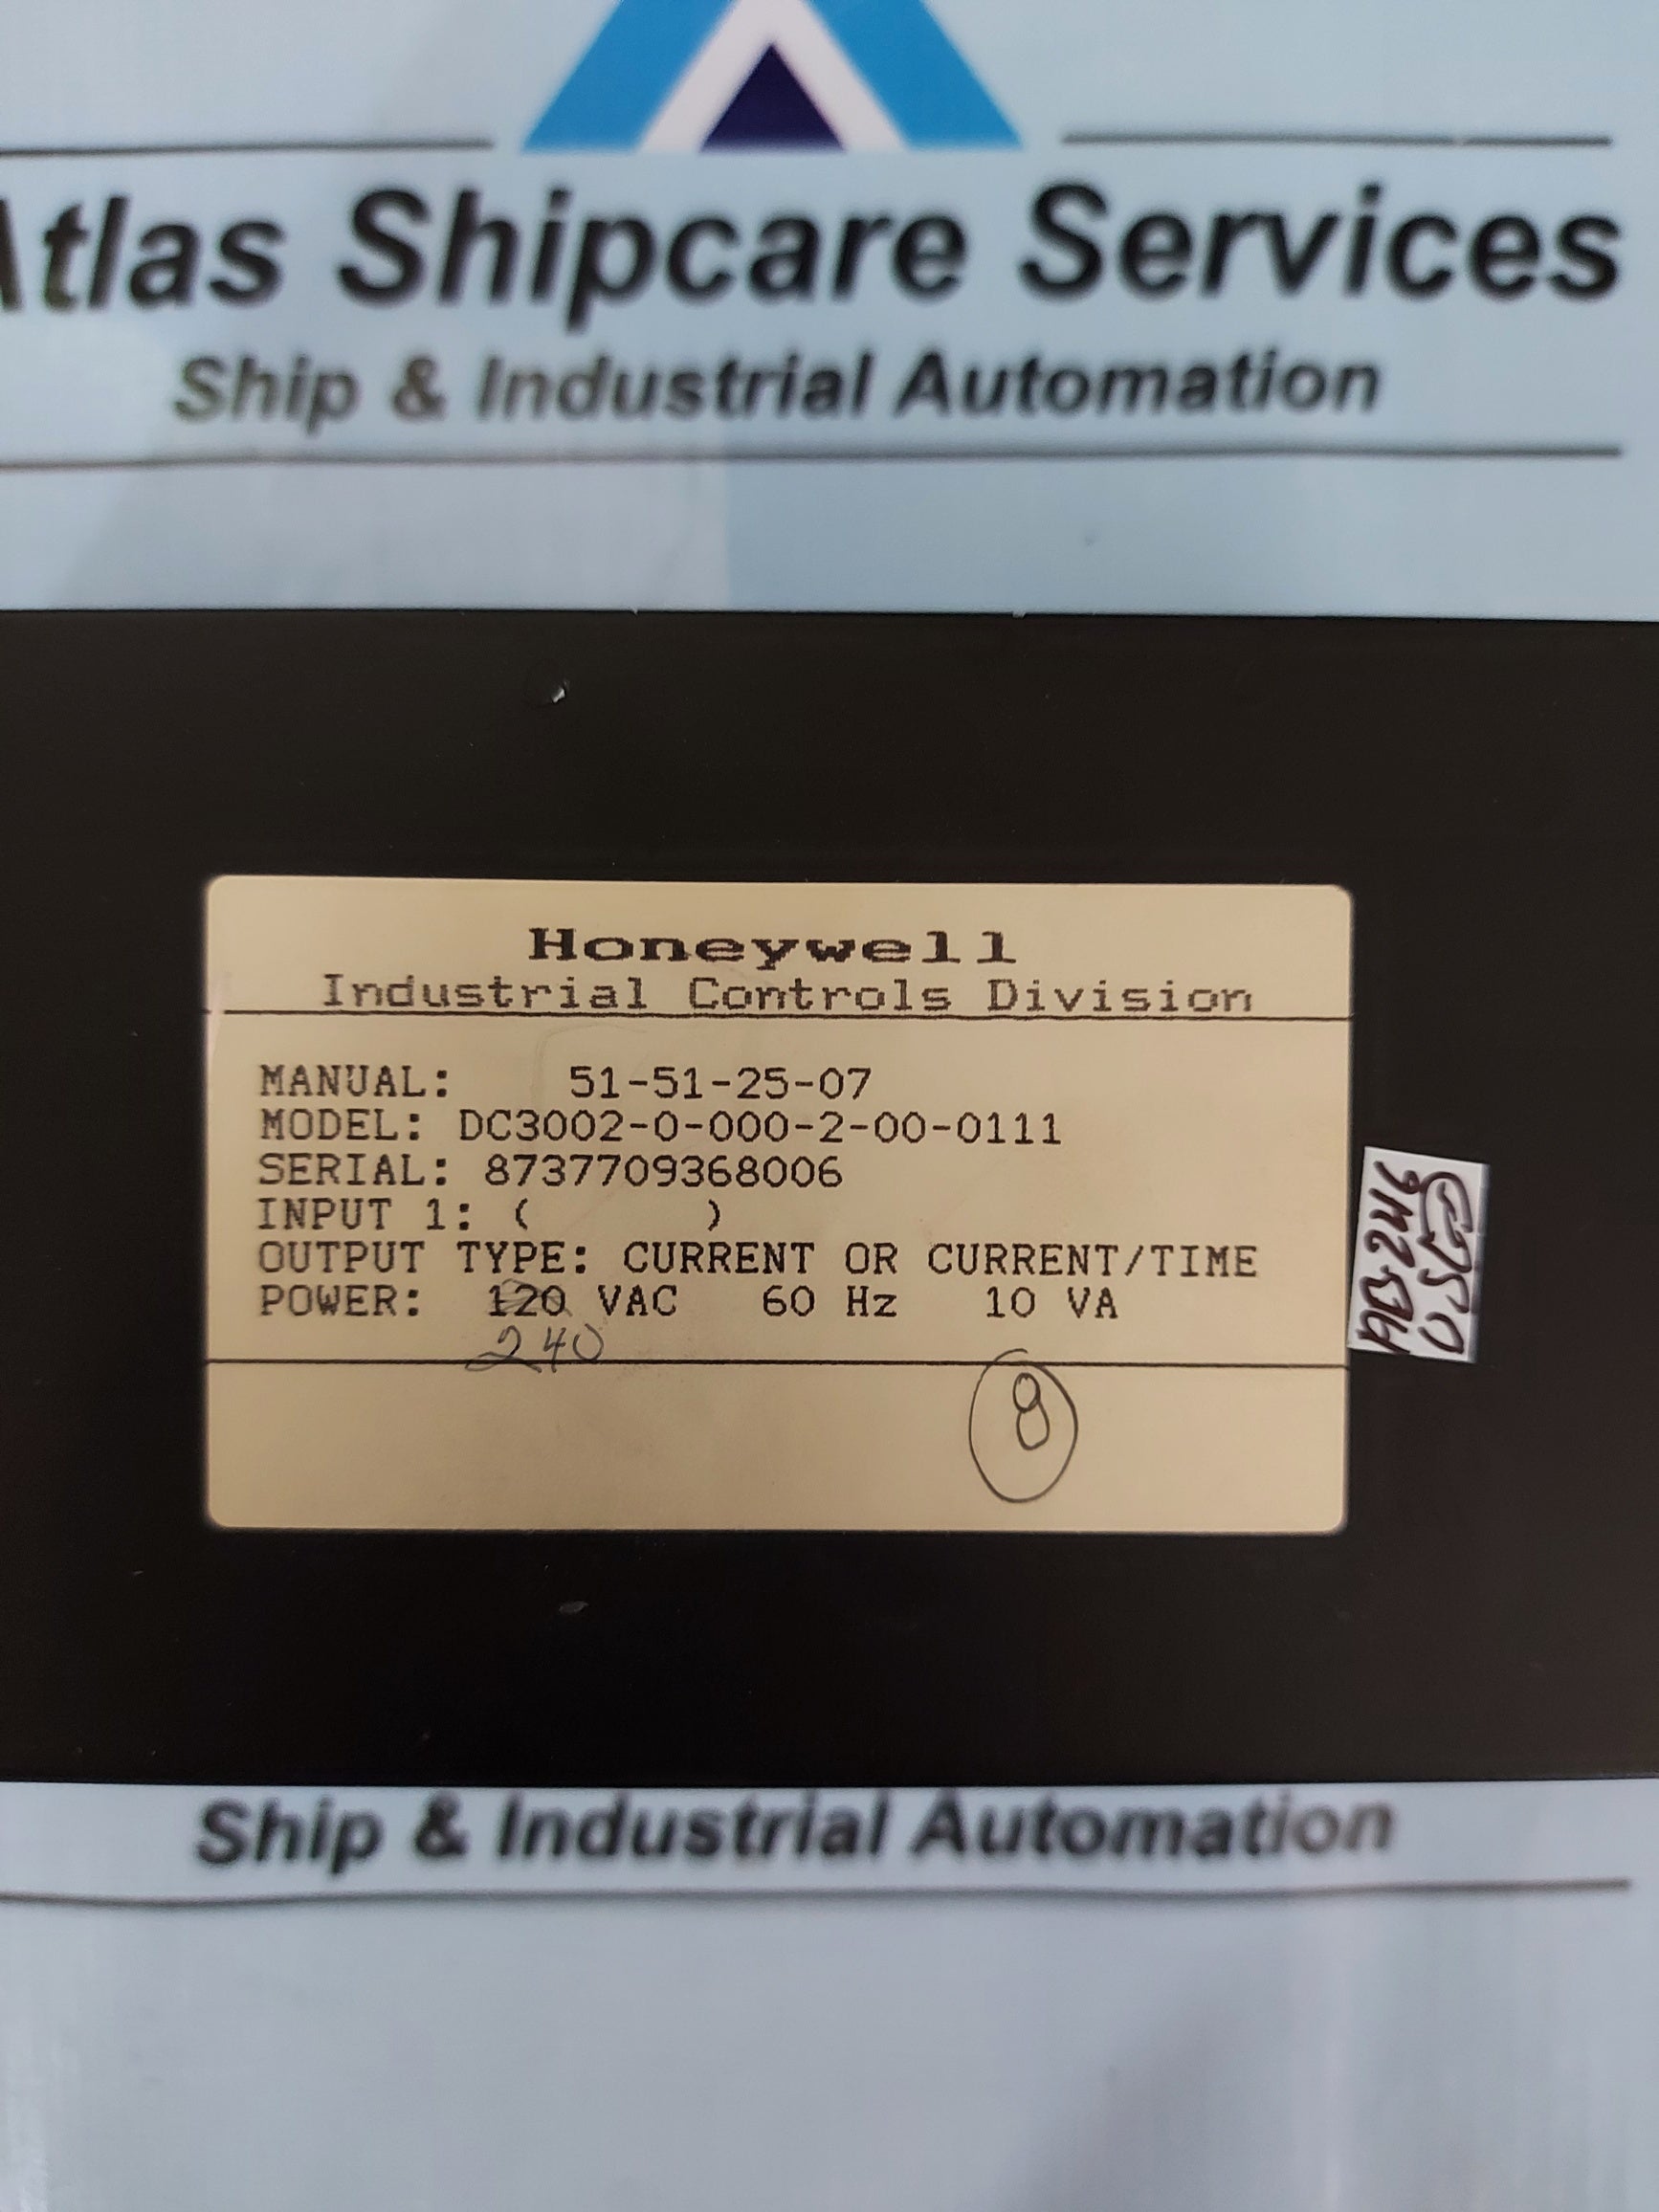 Atlas Shipcare Services
Ship & Industrial Automation
Honeywell
Industrial Controls Division
MANUAL: 51-51-25-07
MODEL: DC3002-0-000-2-00-0111
SERIAL: 8737709368006
INPUT 1: ( )
OUTPUT TYPE: CURRENT OR CURRENT/TIME
POWER: 120 VAC 60 Hz 10 VA
240
8
Ship & Industrial Automation